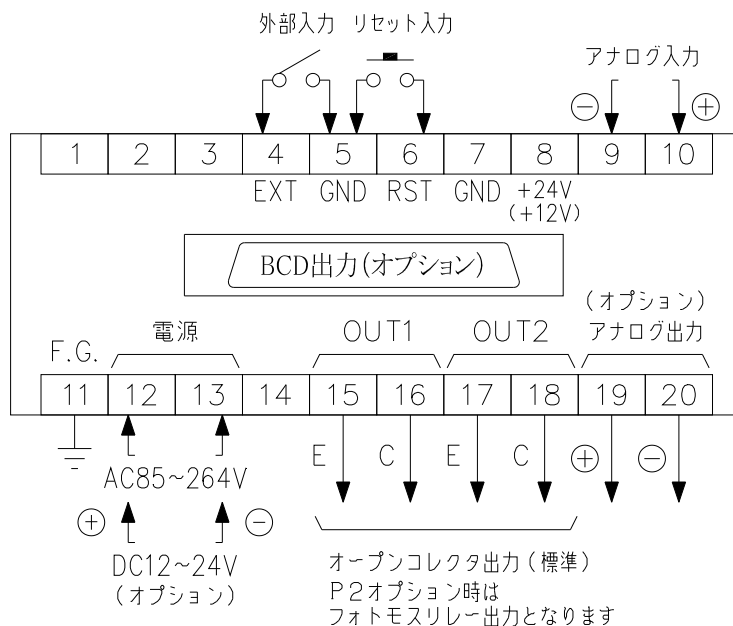 外部入力 リセット入力
アナログ入力
⊖ ⊕
1 2 3 4 5 6 7 8 9 10
EXT GND RST GND +24V
(+12V)
BCD出力(オプション)
(オプション)
F.G. 電源 OUT1 OUT2 アナログ出力
11 12 13 14 15 16 17 18 19 20
E C E C ⊕ ⊖
AC85~264V
⊕ ⊖
DC12~24V
(オプション)
オープンコレクタ出力(標準)
P2オプション時は
フォトモスリレー出力となります